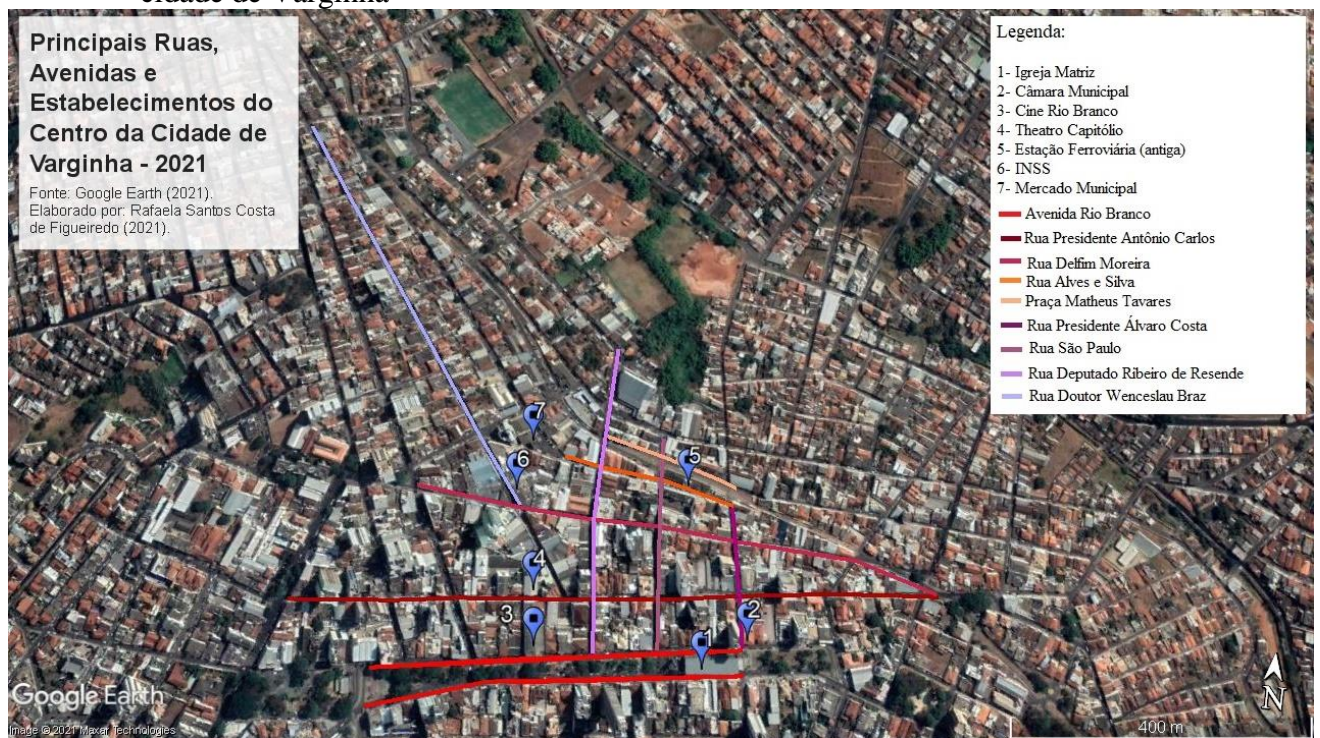 cidade de Varginha
Principais Ruas,
Avenidas e
Estabelecimentos do
Centro da Cidade de
Varginha - 2021
Fonte: Google Earth (2021).
Elaborado por: Rafaela Santos Costa
de Figueiredo (2021).
Legenda:
1- Igreja Matriz
2- Câmara Municipal
3- Cine Rio Branco
4- Theatro Capitólio
5- Estação Ferroviária (antiga)
6- INSS
7- Mercado Municipal
Avenida Rio Branco
Rua Presidente Antônio Carlos
Rua Delfim Moreira
Rua Alves e Silva
Praça Matheus Tavares
Rua Presidente Álvaro Costa
Rua São Paulo
Rua Deputado Ribeiro de Resende
Rua Doutor Wenceslau Braz
7
6
5
4
3
2
1
Google Earth
Image © 2021 Maxar Technologies
400 m
N